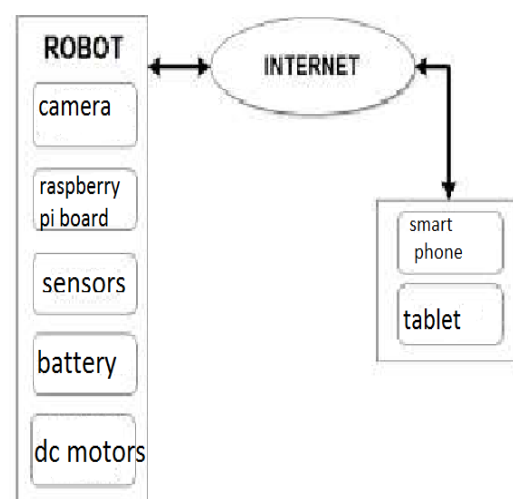 ROBOT
camera
raspberry
pi board
sensors
battery
dc motors
INTERNET
smart
phone
tablet